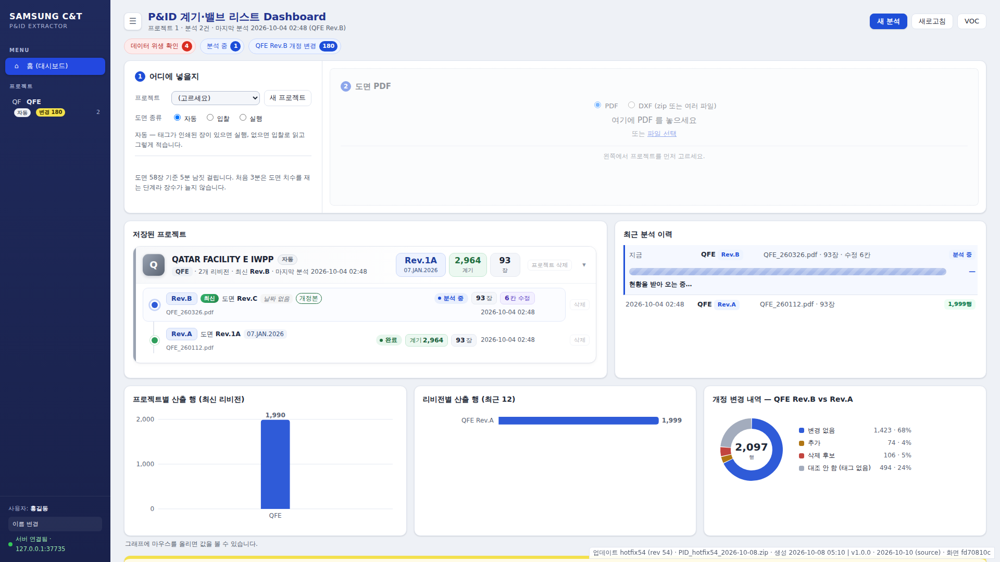 SAMSUNG C&T
P&ID EXTRACTOR
MENU
⌂ 홈 (대시보드)
프로젝트
QF QFE
자동 변경 180 2
사용자: 홍길동
이름 변경
서버 연결됨 ·
127.0.0.1:37735
☰
P&ID 계기·밸브 리스트 Dashboard
프로젝트 1 · 분석 2건 · 마지막 분석 2026-10-04 02:48 (QFE Rev.B)
새 분석 새로고침 VOC
데이터 위생 확인 4 분석 중 1 QFE Rev.B 개정 변경 180
1 어디에 넣을지
프로젝트 (고르세요) 새 프로젝트
도면 종류 자동 입찰 실행
자동 — 태그가 인쇄된 장이 있으면 실행, 없으면 입찰로 읽고
그렇게 적습니다.
도면 58장 기준 5분 남짓 걸립니다. 처음 3분은 도면 치수를 재
는 단계라 장수가 늘지 않습니다.
2 도면 PDF
PDF DXF (zip 또는 여러 파일)
여기에 PDF 를 놓으세요
또는 파일 선택
왼쪽에서 프로젝트를 먼저 고르세요.
저장된 프로젝트
Q
QATAR FACILITY E IWPP 자동
QFE · 2개 리비전 · 최신 Rev.B · 마지막 분석 2026-10-04 02:48
Rev.1A
07.JAN.2026
2,964
계기
93
장
프로젝트 삭제 ▼
Rev.B 최신 도면 Rev.C 날짜 없음 개정본
QFE_260326.pdf
분석 중 93 장 6 칸 수정
2026-10-04 02:48
삭제
Rev.A 도면 Rev.1A 07.JAN.2026
QFE_260112.pdf
완료 계기 2,964 93 장 2026-10-04 02:48
삭제
최근 분석 이력
지금 QFE Rev.B QFE_260326.pdf · 93장 · 수정 6칸 분석 중
—
현황을 받아 오는 중…
2026-10-04 02:48 QFE Rev.A QFE_260112.pdf · 93장 1,999행
프로젝트별 산출 행 (최신 리비전)
1,990
2,000
1,000
0
QFE
리비전별 산출 행 (최근 12)
QFE Rev.A 1,999
개정 변경 내역 — QFE Rev.B vs Rev.A
2,097
행
변경 없음 1,423 · 68%
추가 74 · 4%
삭제 후보 106 · 5%
대조 안 함 (태그 없음) 494 · 24%
그래프에 마우스를 올리면 값을 볼 수 있습니다.
업데이트 hotfix54 (rev 54) · PID_hotfix54_2026-10-08.zip · 생성 2026-10-08 05:10 | v1.0.0 · 2026-10-10 (source) · 화면 fd70810c